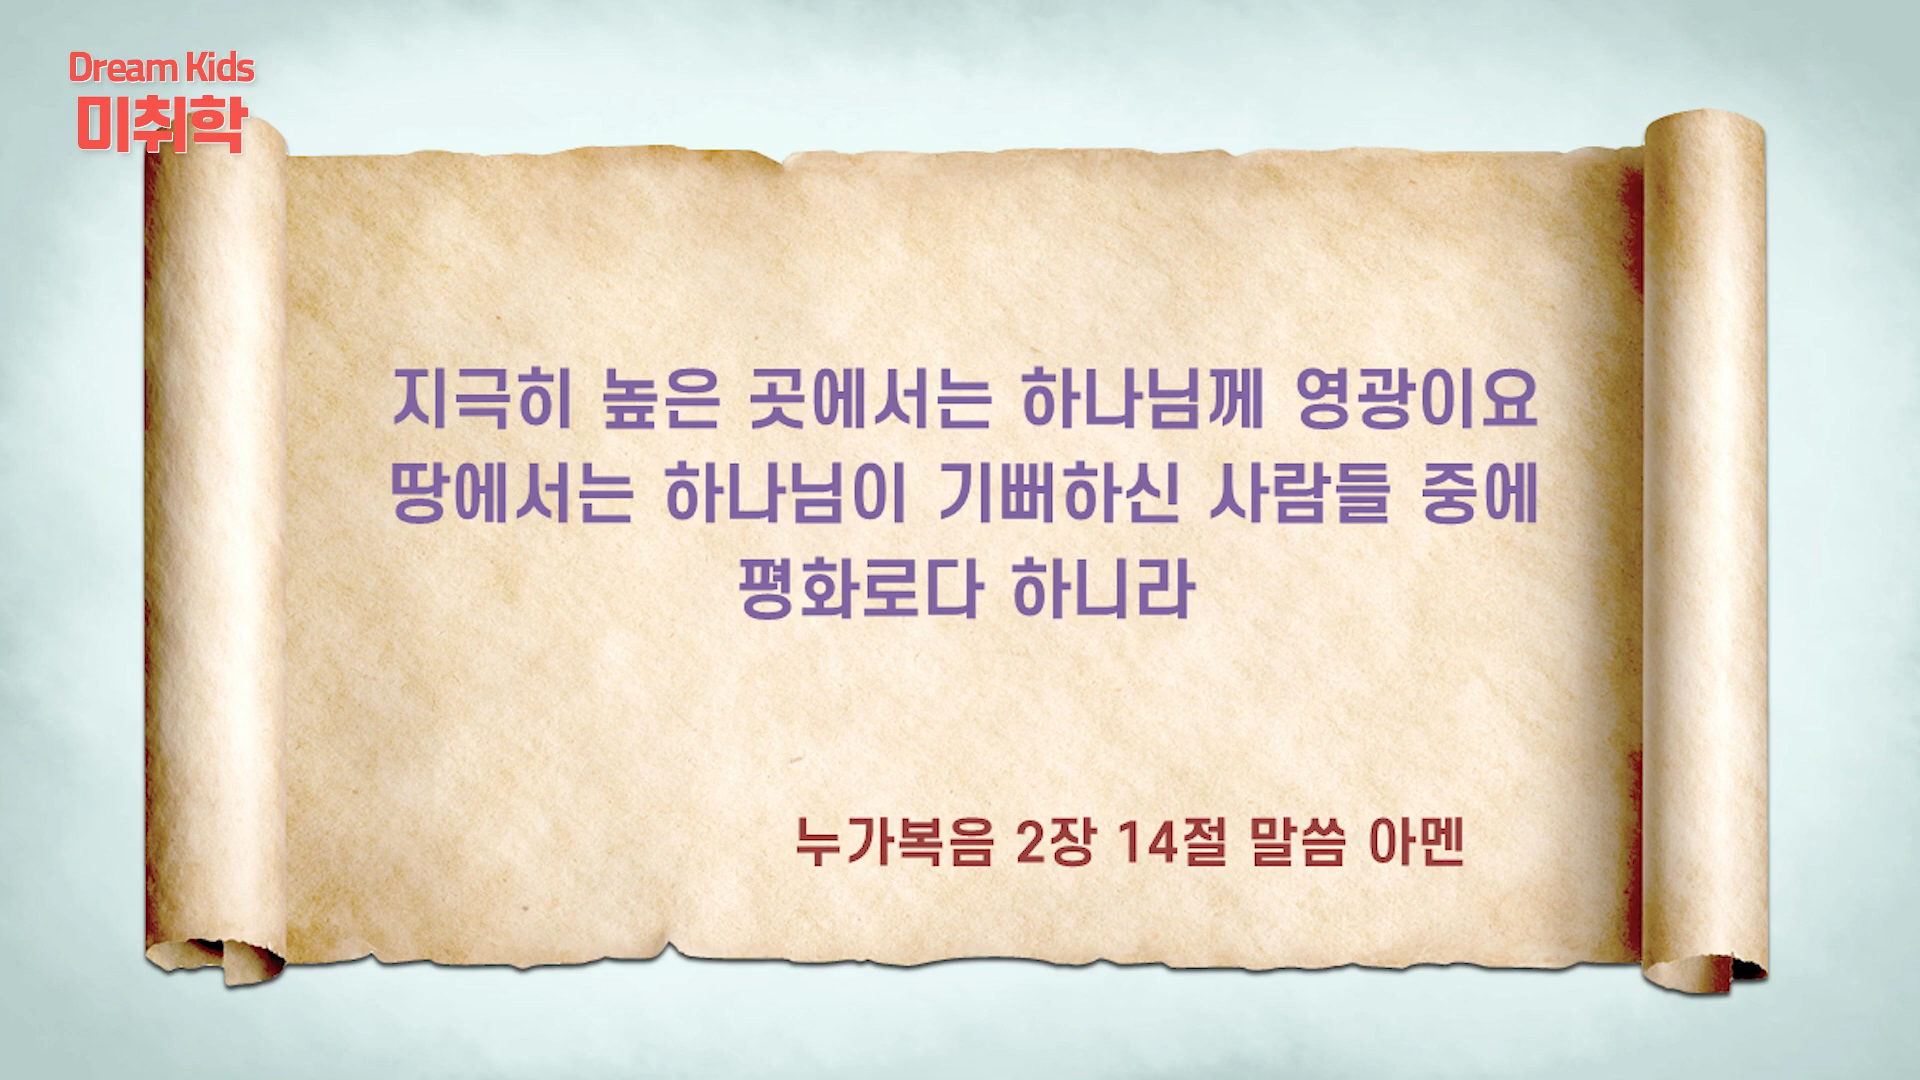 Dream Kids
미취학
지극히 높은 곳에서는 하나님께 영광이요
땅에서는 하나님이 기뻐하신 사람들 중에
평화로다 하니라
누가복음 2장 14절 말씀 아멘